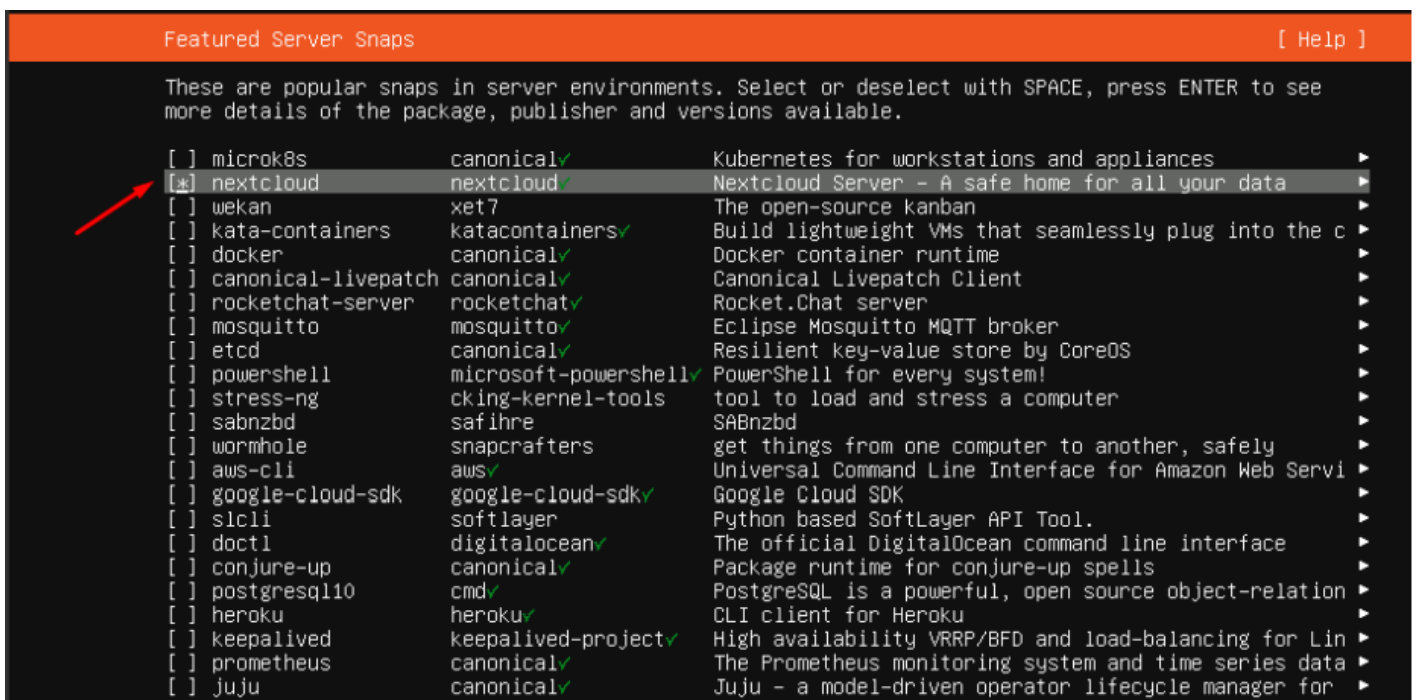 Featured Server Snaps [ Help ]
These are popular snaps in server environments. Select or deselect with SPACE, press ENTER to see
more details of the package, publisher and versions available.
[ ] microk8s canonical✓ Kubernetes for workstations and appliances ►
[*] nextcloud nextcloud✓ Nextcloud Server – A safe home for all your data ►
[ ] wekan xet7 The open-source kanban ►
[ ] kata-containers katacontainers✓ Build lightweight VMs that seamlessly plug into the c ►
[ ] docker canonical✓ Docker container runtime ►
[ ] canonical-livepatch canonical✓ Canonical Livepatch Client ►
[ ] rocketchat-server rocketchat✓ Rocket.Chat server ►
[ ] mosquitto mosquitto✓ Eclipse Mosquitto MQTT broker ►
[ ] etcd canonical✓ Resilient key-value store by CoreOS ►
[ ] powershell microsoft-powershell✓ PowerShell for every system! ►
[ ] stress-ng cking-kernel-tools tool to load and stress a computer ►
[ ] sabnzbd safihre SABnzbd ►
[ ] wormhole snapcrafters get things from one computer to another, safely ►
[ ] aws-cli aws✓ Universal Command Line Interface for Amazon Web Servi ►
[ ] google-cloud-sdk google-cloud-sdk✓ Google Cloud SDK ►
[ ] slcli softlayer Python based SoftLayer API Tool. ►
[ ] doctl digitalocean✓ The official DigitalOcean command line interface ►
[ ] conjure-up canonical✓ Package runtime for conjure-up spells ►
[ ] postgresql10 cmd✓ PostgreSQL is a powerful, open source object-relation ►
[ ] heroku heroku✓ CLI client for Heroku ►
[ ] keepalived keepalived-project✓ High availability VRRP/BFD and load-balancing for Lin ►
[ ] prometheus canonical✓ The Prometheus monitoring system and time series data ►
[ ] juju canonical✓ Juju – a model-driven operator lifecycle manager for ►